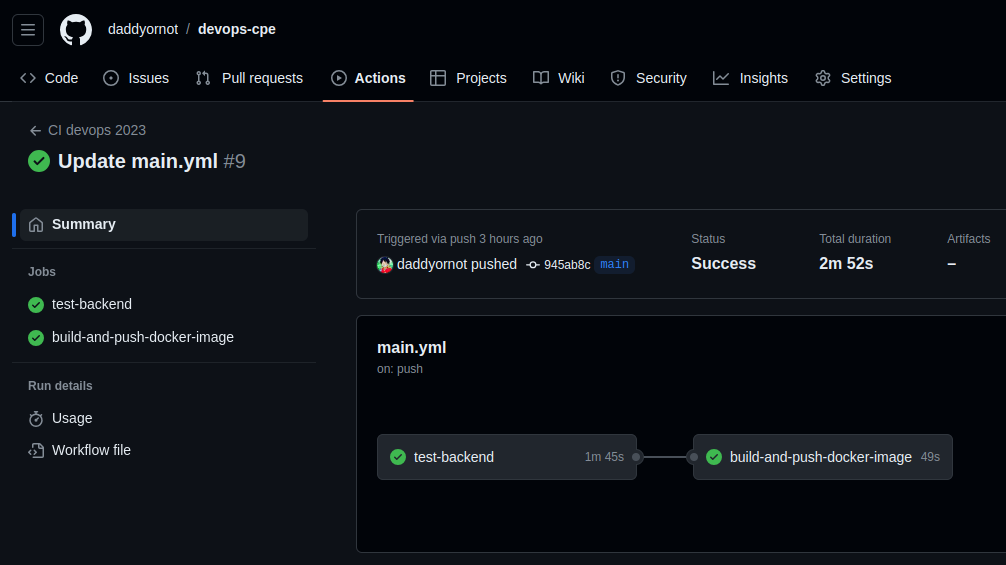 daddyornot / devops-cpe
Code Issues Pull requests Actions Projects Wiki Security Insights Settings
CI devops 2023
Update main.yml #9
Summary
Jobs
test-backend
build-and-push-docker-image
Run details
Usage
Workflow file
Triggered via push 3 hours ago
daddyornot pushed 945ab8c main
Status
Success
Total duration
2m 52s
Artifacts
–
main.yml
on: push
test-backend 1m 45s
build-and-push-docker-image 49s